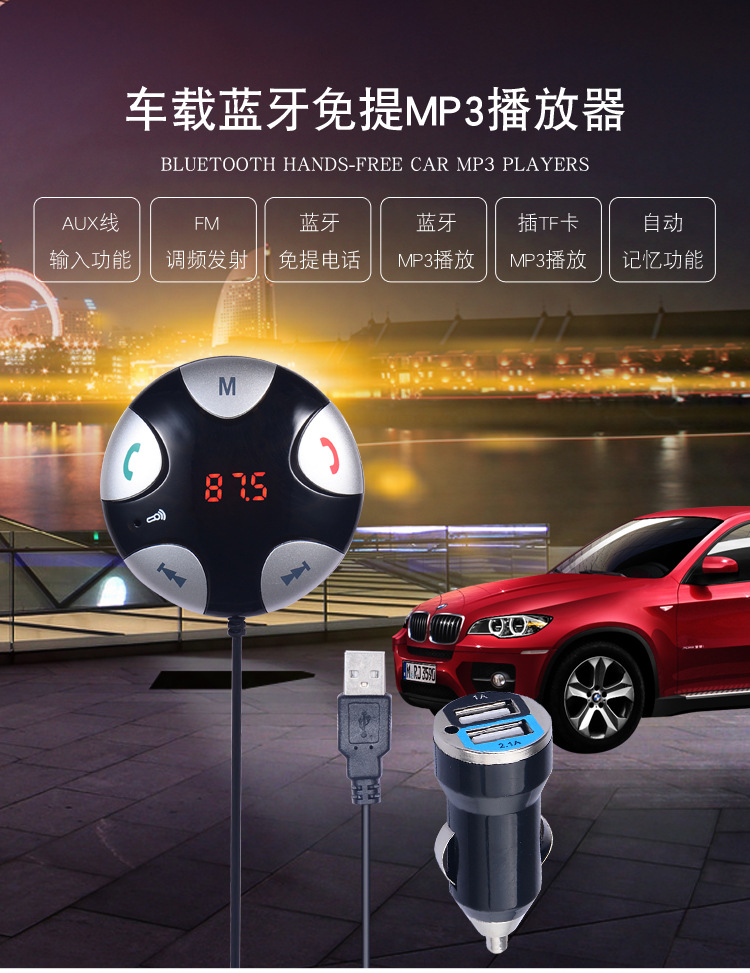 车载蓝牙免提MP3播放器
BLUETOOTH HANDS-FREE CAR MP3 PLAYERS
AUX线
输入功能
FM
调频发射
蓝牙
免提电话
蓝牙
MP3播放
插TF卡
MP3播放
自动
记忆功能
M
87.5
M RJ3590
1A
2.1A